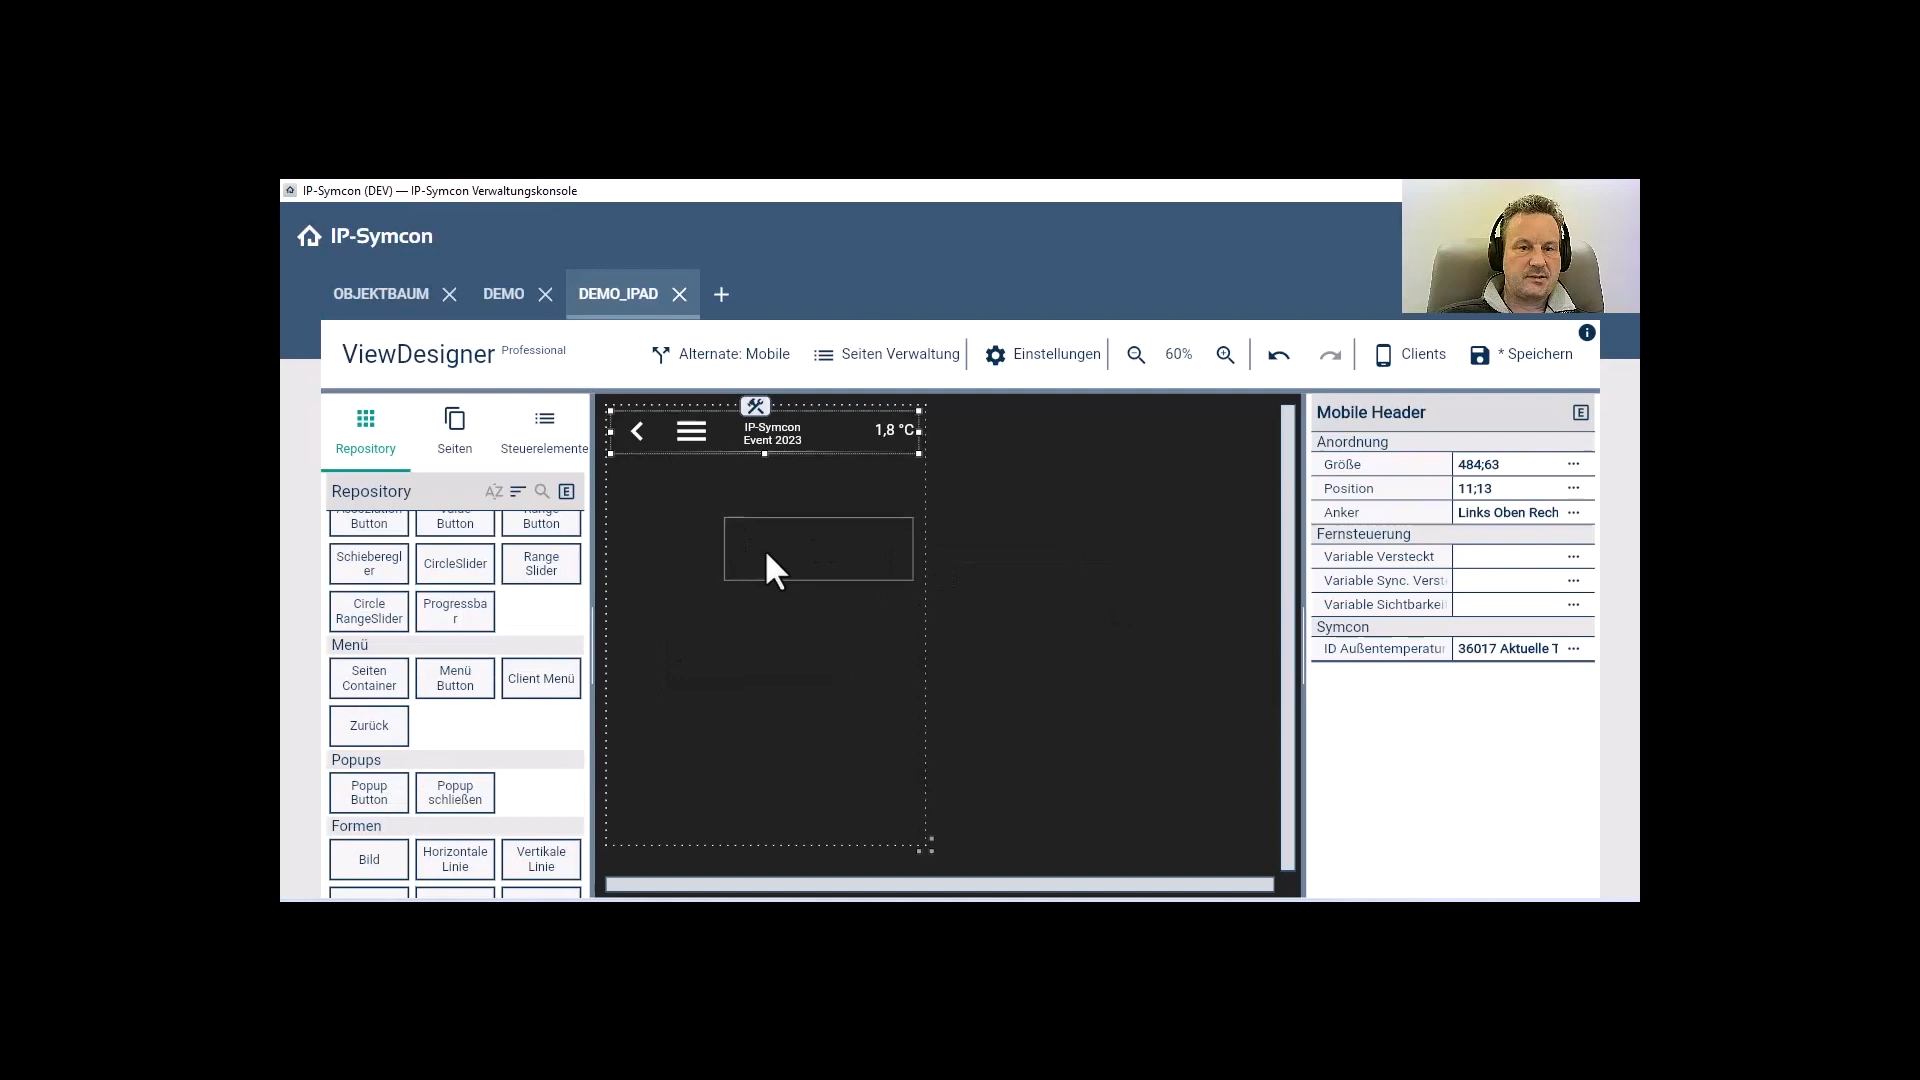 IP-Symcon (DEV) — IP-Symcon Verwaltungskonsole
IP-Symcon
OBJEKTBAUM
DEMO
DEMO_IPAD
ViewDesigner
Professional
Alternate: Mobile
Seiten Verwaltung
Einstellungen
60%
Clients
* Speichern
Repository
Seiten
Steuerelemente
Repository
AZ
E
Button
Button
Button
Schieberegl
er
CircleSlider
Range
Slider
Circle
RangeSlider
Progressba
r
Menü
Seiten
Container
Menü
Button
Client Menü
Zurück
Popups
Popup
Button
Popup
schließen
Formen
Bild
Horizontale
Linie
Vertikale
Linie
IP-Symcon
Event 2023
1,8 °C
Mobile Header
E
Anordnung
Größe
484;63
Position
11;13
Anker
Links Oben Rech
Fernsteuerung
Variable Versteckt
Variable Sync. Verst
Variable Sichtbarkei
Symcon
ID Außentemperatur
36017 Aktuelle T